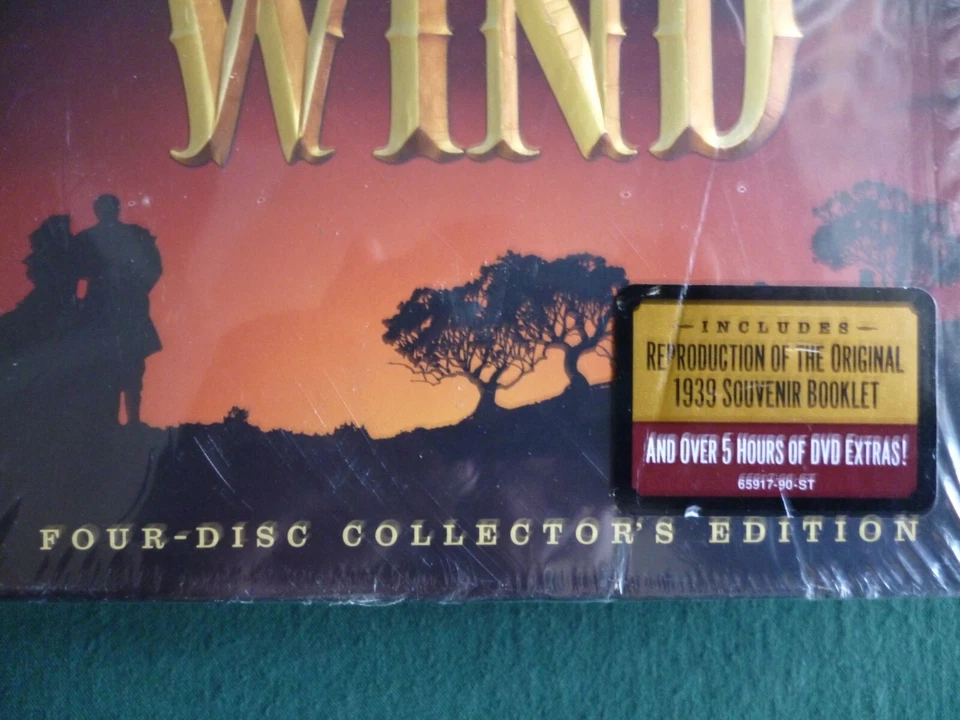 WIND
INCLUDES
REPRODUCTION OF THE ORIGINAL
1939 SOUVENIR BOOKLET
AND OVER 5 HOURS OF DVD EXTRAS!
65917-90-ST
FOUR-DISC COLLECTOR'S EDITION